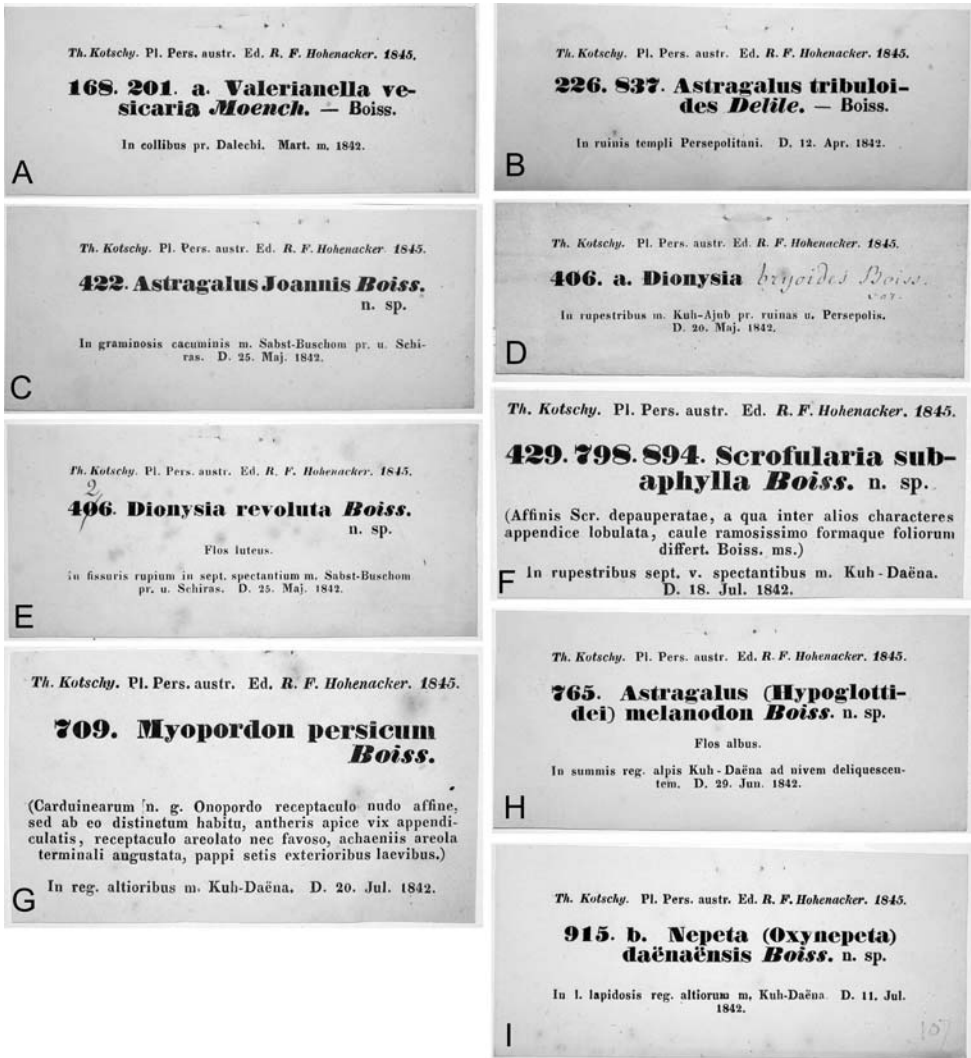 Th. Kotschy. Pl. Pers. austr. Ed. R. F. Hohenacker. 1845.
168. 201. a. Valerianella ve-
sicaria Moench. — Boiss.
In collibus pr. Dalechi. Mart. m. 1842.
A
Th. Kotschy. Pl. Pers. austr. Ed. R. F. Hohenacker. 1845.
226. 837. Astragalus tribuloi-
des Delile. — Boiss.
In ruinis templi Persepolitani. D. 12. Apr. 1842.
B
Th. Kotschy. Pl. Pers. austr. Ed. R. F. Hohenacker 1845.
422. Astragalus Joannis Boiss.
n. sp.
In graminosis cacuminis m. Sabst-Buschom pr. u. Schi-
ras. D. 25. Maj. 1842.
C
Th. Kotschy. Pl. Pers. austr. Ed. R. F. Hohenacker. 1845.
406. a. Dionysia bryoides Boiss.
var.
In rupestribus m. Kuh-Ajub pr. ruinas u. Persepolis.
D. 20. Maj. 1842.
D
Th. Kotschy. Pl. Pers. austr. Ed. R. F. Hohenacker. 1845.
2
406. Dionysia revoluta Boiss.
n. sp.
Flos luteus.
in fissuris rupium in sept. spectantium m. Sabst-Buschom
pr. u. Schiras. D. 25. Maj. 1842.
E
Th. Kotschy. Pl. Pers. austr. Ed. R. F. Hohenacker. 1845.
429. 798. 894. Scrofularia sub-
aphylla Boiss. n. sp.
(Affinis Scr. depauperatae, a qua inter alios characteres
appendice lobulata, caule ramosissimo formaque foliorum
differt. Boiss. ms.)
In rupestribus sept. v. spectantibus m. Kuh-Daëna.
D. 18. Jul. 1842.
F
Th. Kotschy. Pl. Pers. austr. Ed. R. F. Hohenacker. 1845.
709. Myopordon persicum
Boiss.
(Carduinearum n. g. Onopordo receptaculo nudo affine,
sed ab eo distinctum habitu, antheris apice vix appendi-
culatis, receptaculo areolato nec favoso, achaeniis areola
terminali augustata, pappi setis exterioribus laevibus.)
In reg. altioribus m. Kuh-Daëna. D. 20. Jul. 1842.
G
Th. Kotschy. Pl. Pers. austr. Ed. R. F. Hohenacker. 1845.
765. Astragalus (Hypoglotti-
dei) melanodon Boiss. n. sp.
Flos albus.
In summis reg. alpis Kuh-Daëna ad nivem deliquescen-
tem. D. 29. Jun. 1842.
H
Th. Kotschy. Pl. Pers. austr. Ed. R. F. Hohenacker. 1845.
915. b. Nepeta (Oxynepeta)
daënaënsis Boiss. n. sp.
In l. lapidosis reg. altiorum m. Kuh-Daëna. D. 11. Jul.
1842.
I